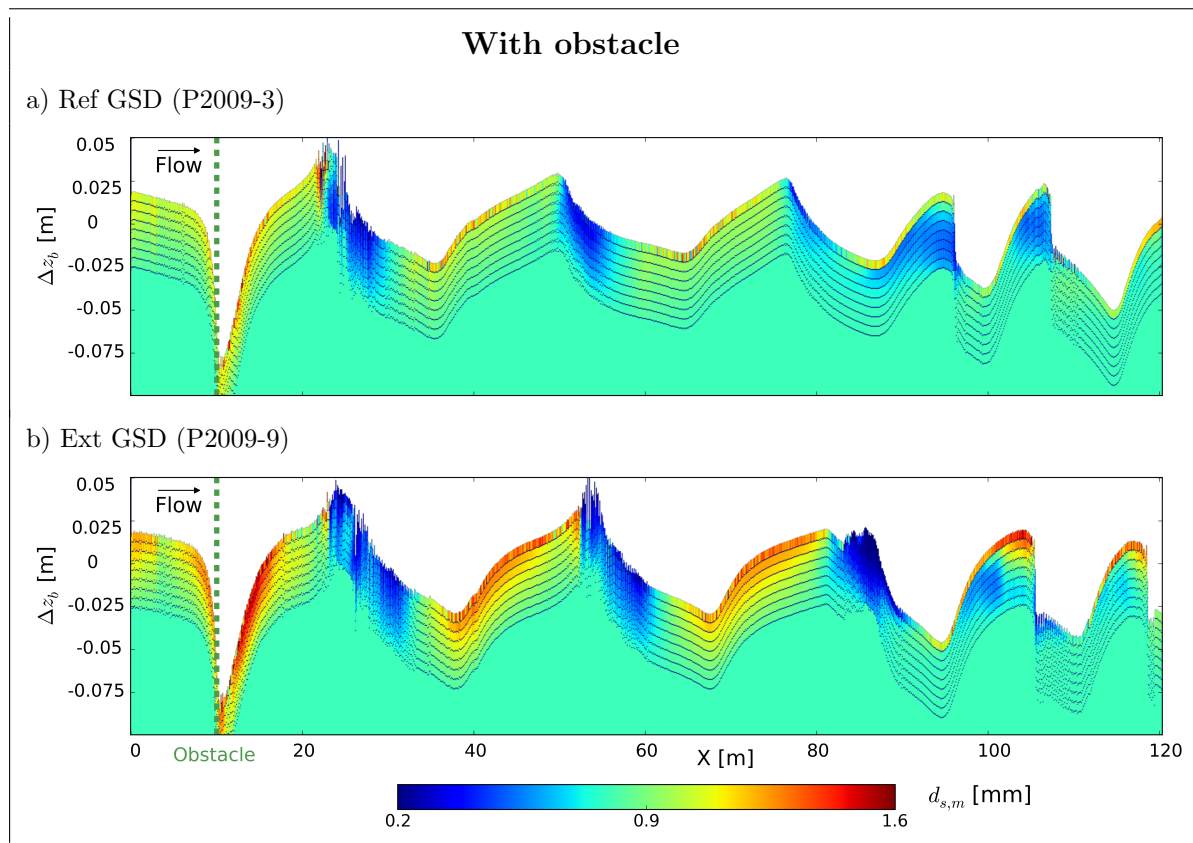 With obstacle
a) Ref GSD (P2009-3)
0.05
0.025
0
-0.025
-0.05
-0.075
Δz_b [m]
Flow
b) Ext GSD (P2009-9)
0.05
0.025
0
-0.025
-0.05
-0.075
Δz_b [m]
Flow
0 20 40 60 80 100 120
Obstacle X [m]
d_{s,m} [mm]
0.2 0.9 1.6